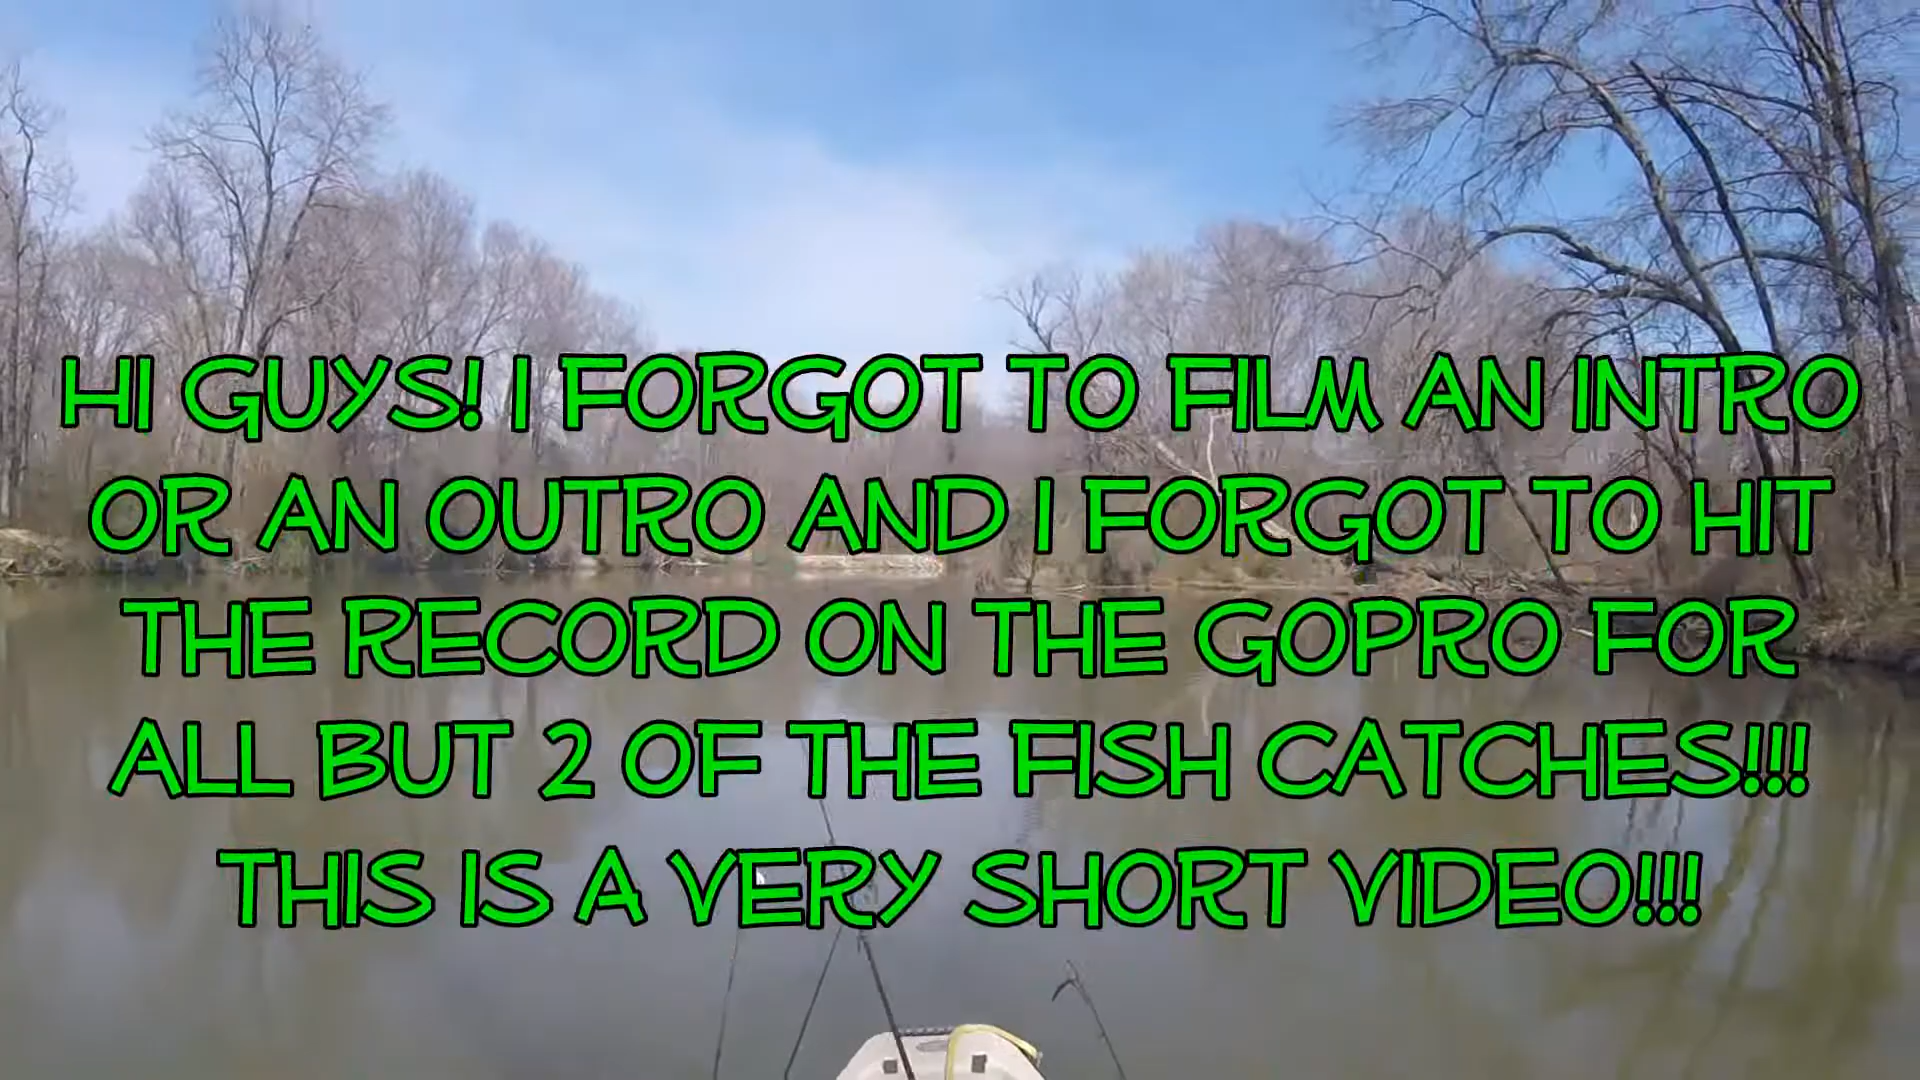 HI GUYS! I FORGOT TO FILM AN INTRO
OR AN OUTRO AND I FORGOT TO HIT
THE RECORD ON THE GOPRO FOR
ALL BUT 2 OF THE FISH CATCHES!!!
THIS IS A VERY SHORT VIDEO!!!